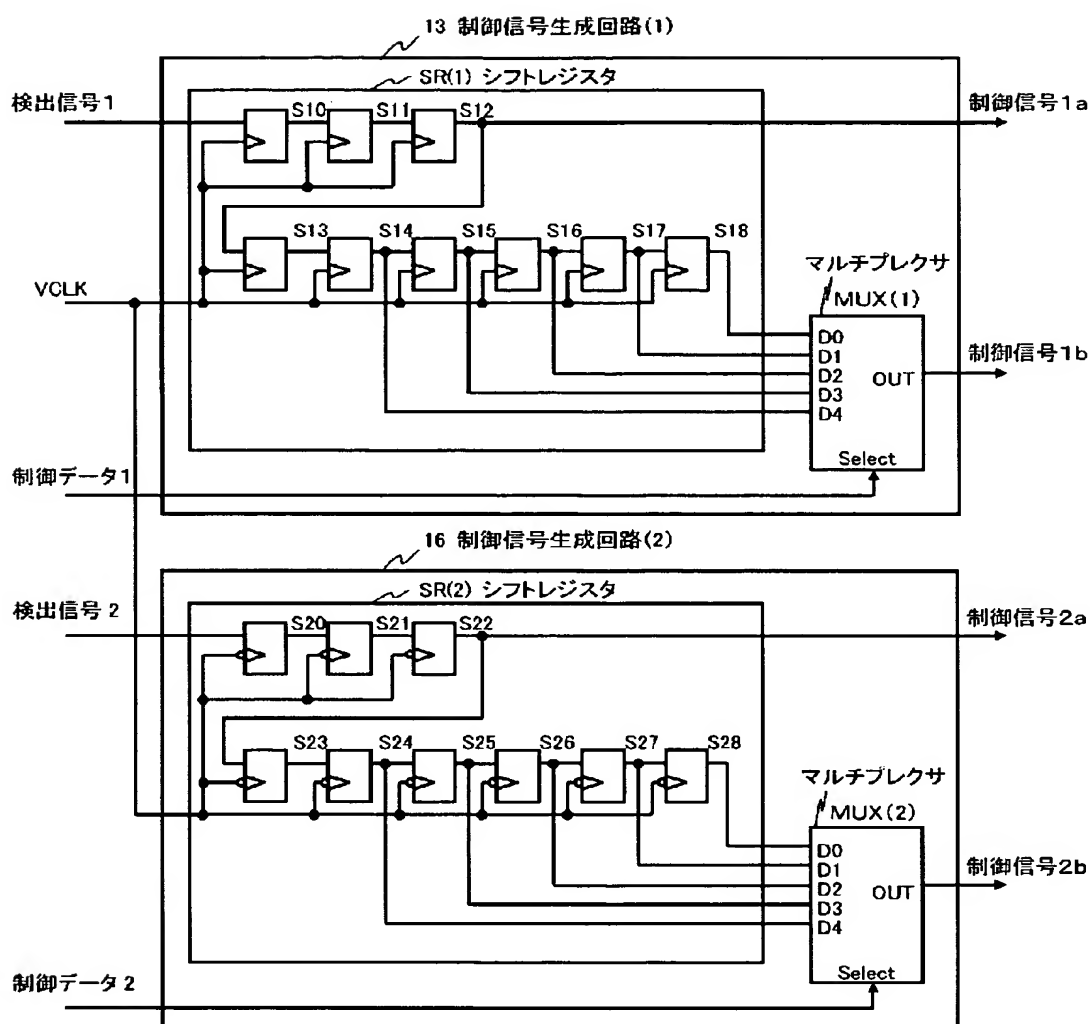 13 制御信号生成回路(1)
SR(1) シフトレジスタ
検出信号1
S10
S11
S12
制御信号1a
S13
S14
S15
S16
S17
S18
VCLK
マルチプレクサ
MUX(1)
D0
D1
D2
D3
D4
OUT
制御信号1b
Select
制御データ1
16 制御信号生成回路(2)
SR(2) シフトレジスタ
検出信号2
S20
S21
S22
制御信号2a
S23
S24
S25
S26
S27
S28
マルチプレクサ
MUX(2)
D0
D1
D2
D3
D4
OUT
制御信号2b
Select
制御データ2